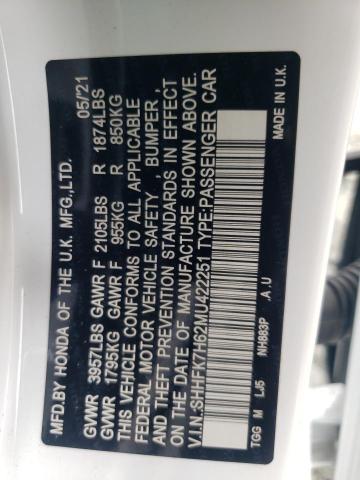 MFD.BY HONDA OF THE U.K. MFG.,LTD. 05/'21
GVWR 3957LBS GAWR F 2105LBS R 1874LBS
GVWR 1795KG GAWR F 955KG R 850KG
THIS VEHICLE CONFORMS TO ALL APPLICABLE
FEDERAL MOTOR VEHICLE SAFETY, BUMPER,
AND THEFT PREVENTION STANDARDS IN EFFECT
ON THE DATE OF MANUFACTURE SHOWN ABOVE.
V.I.N.:SHHFK7H62MU422251 TYPE:PASSENGER CAR
TGG M LJ5 NH883P .A .U MADE IN U.K.